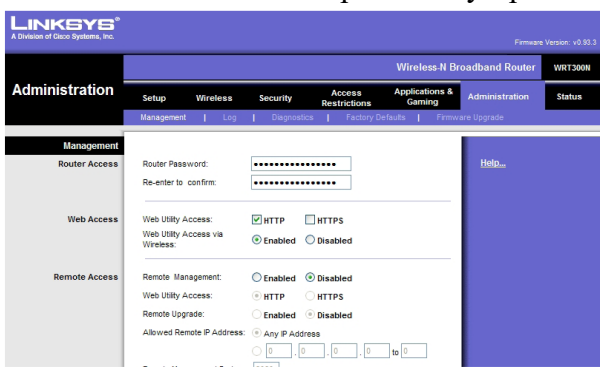 LINKSYS®
A Division of Cisco Systems, Inc.
Firmware Version: v0.93.3
Wireless-N Broadband Router WRT300N
Administration
Setup Wireless Security Access Restrictions Applications & Gaming Administration Status
Management | Log | Diagnostics | Factory Defaults | Firmware Upgrade
Management
Router Access
Router Password: ••••••••••••••••
Re-enter to confirm: ••••••••••••••••
Help...
Web Access
Web Utility Access: HTTP HTTPS
Web Utility Access via Wireless: Enabled Disabled
Remote Access
Remote Management: Enabled Disabled
Web Utility Access: HTTP HTTPS
Remote Upgrade: Enabled Disabled
Allowed Remote IP Address: Any IP Address
0 . 0 . 0 . 0 to 0